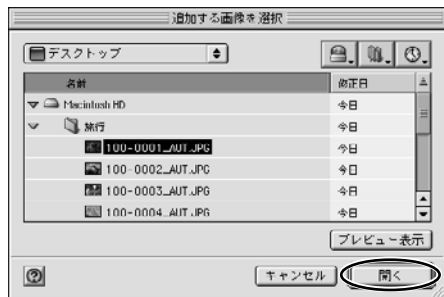 追加する画像を選択
デスクトップ
名前 修正日
Macintosh HD 今日
旅行 今日
100-0001_AUT.JPG 今日
100-0002_AUT.JPG 今日
100-0003_AUT.JPG 今日
100-0004_AUT.JPG 今日
プレビュー表示
? キャンセル 開く